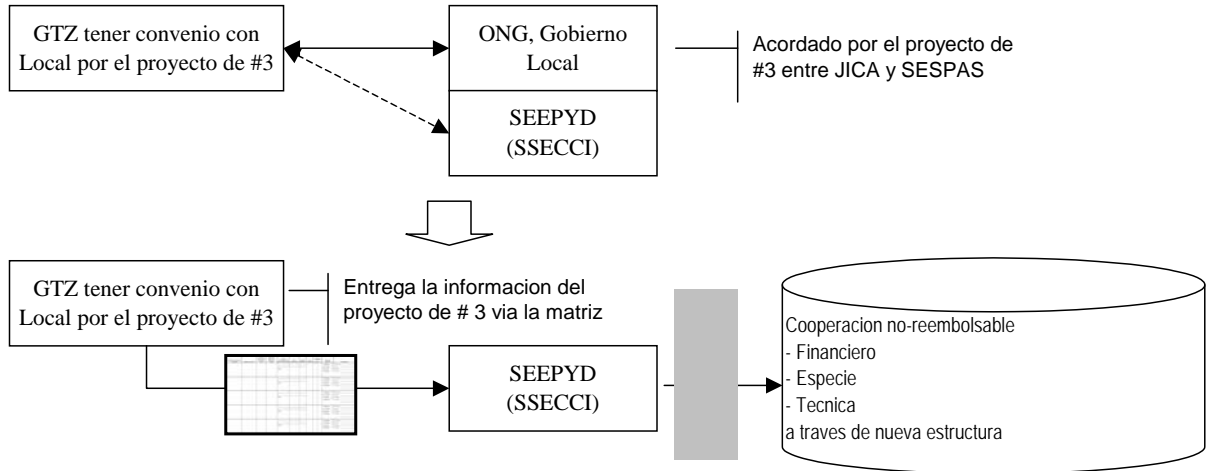 GTZ tener convenio con
Local por el proyecto de #3
ONG, Gobierno
Local
Acordado por el proyecto de
#3 entre JICA y SESPAS
SEEPYD
(SSECCI)
GTZ tener convenio con
Local por el proyecto de #3
Entrega la informacion del
proyecto de # 3 via la matriz
SEEPYD
(SSECCI)
Cooperacion no-reembolsable
- Financiero
- Especie
- Tecnica
a traves de nueva estructura